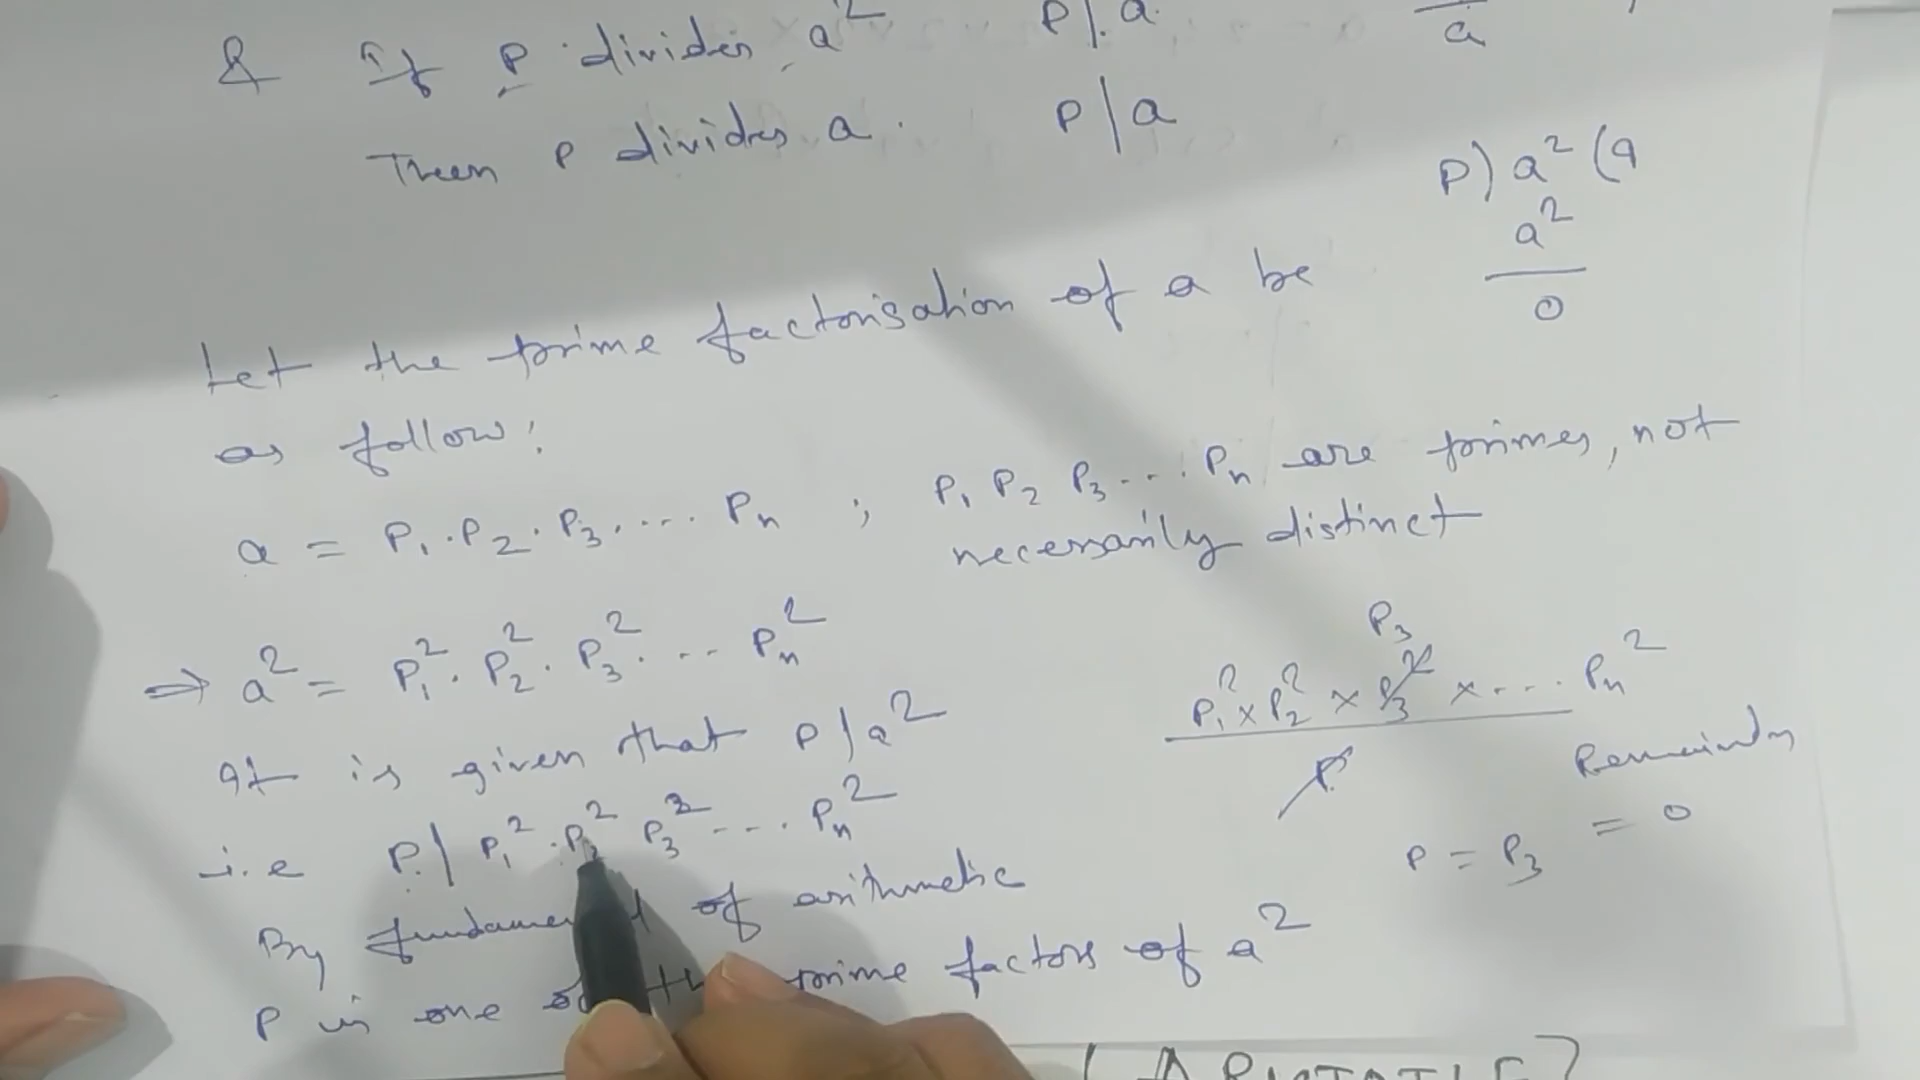 & If P divides a²
P|a
a
Then P divides a. P|a
P) a² (q
a²
0
Let the prime factorisation of a be
as follow:
a = P₁.P₂.P₃.... Pₙ ; P₁ P₂ P₃.... Pₙ are primes, not
necessarily distinct
⇒ a² = P₁². P₂². P₃². ... Pₙ²
It is given that P|a²
i.e P| P₁².P₂² P₃² .... Pₙ²
P₃
P₁² x P₂² x P₃² x .... Pₙ²
P
Remainder
= 0
P = P₃
By of arithmetic
P is one prime factors of a²